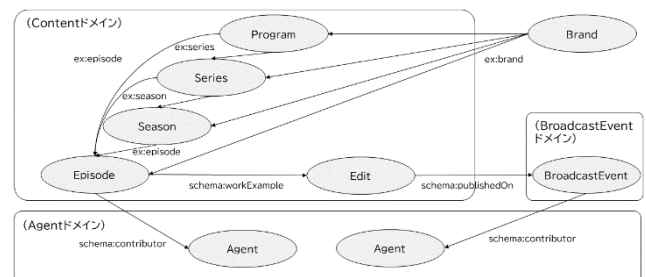 (Contentドメイン)
Program
Brand
ex:series
ex:episode
ex:brand
Series
ex:season
Season
ex:episode
(BroadcastEvent
ドメイン)
Episode
Edit
BroadcastEvent
schema:workExample
schema:publishedOn
(Agentドメイン)
schema:contributor
Agent
Agent
schema:contributor